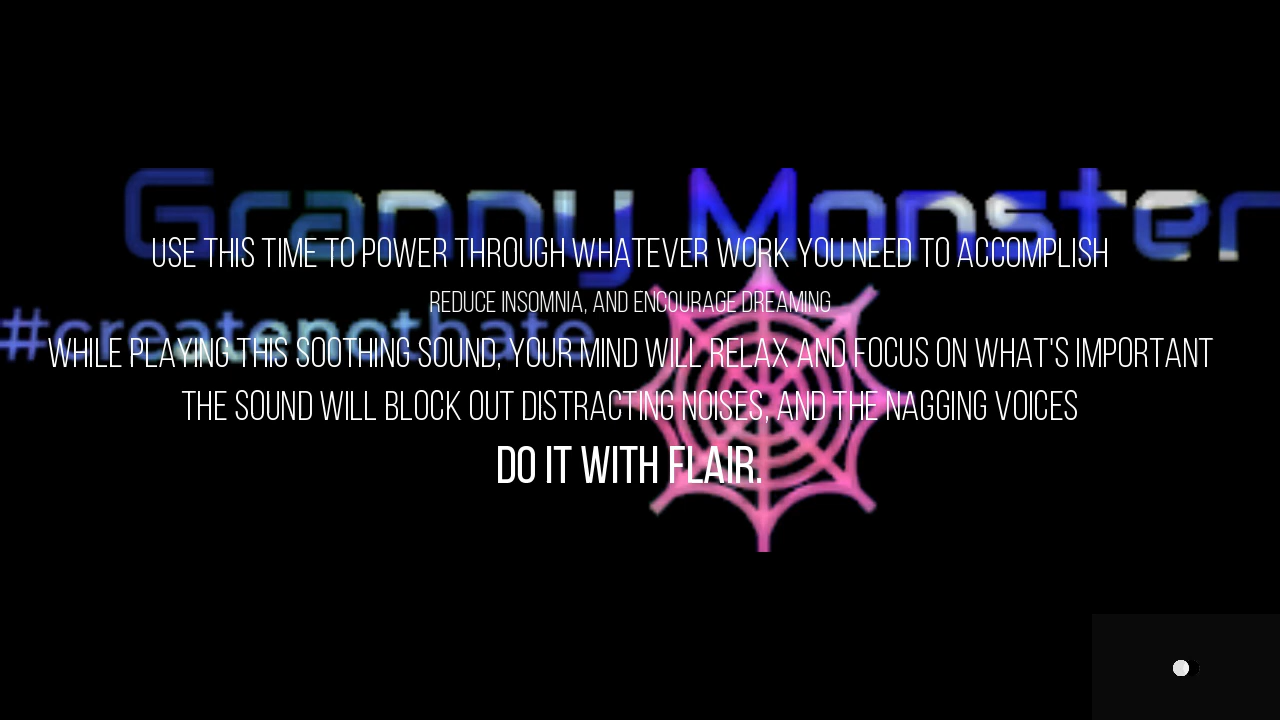 Granny Monster
USE THIS TIME TO POWER THROUGH WHATEVER WORK YOU NEED TO ACCOMPLISH
REDUCE INSOMNIA, AND ENCOURAGE DREAMING
#createnothate
WHILE PLAYING THIS SOOTHING SOUND, YOUR MIND WILL RELAX AND FOCUS ON WHAT'S IMPORTANT
THE SOUND WILL BLOCK OUT DISTRACTING NOISES, AND THE NAGGING VOICES
DO IT WITH FLAIR.